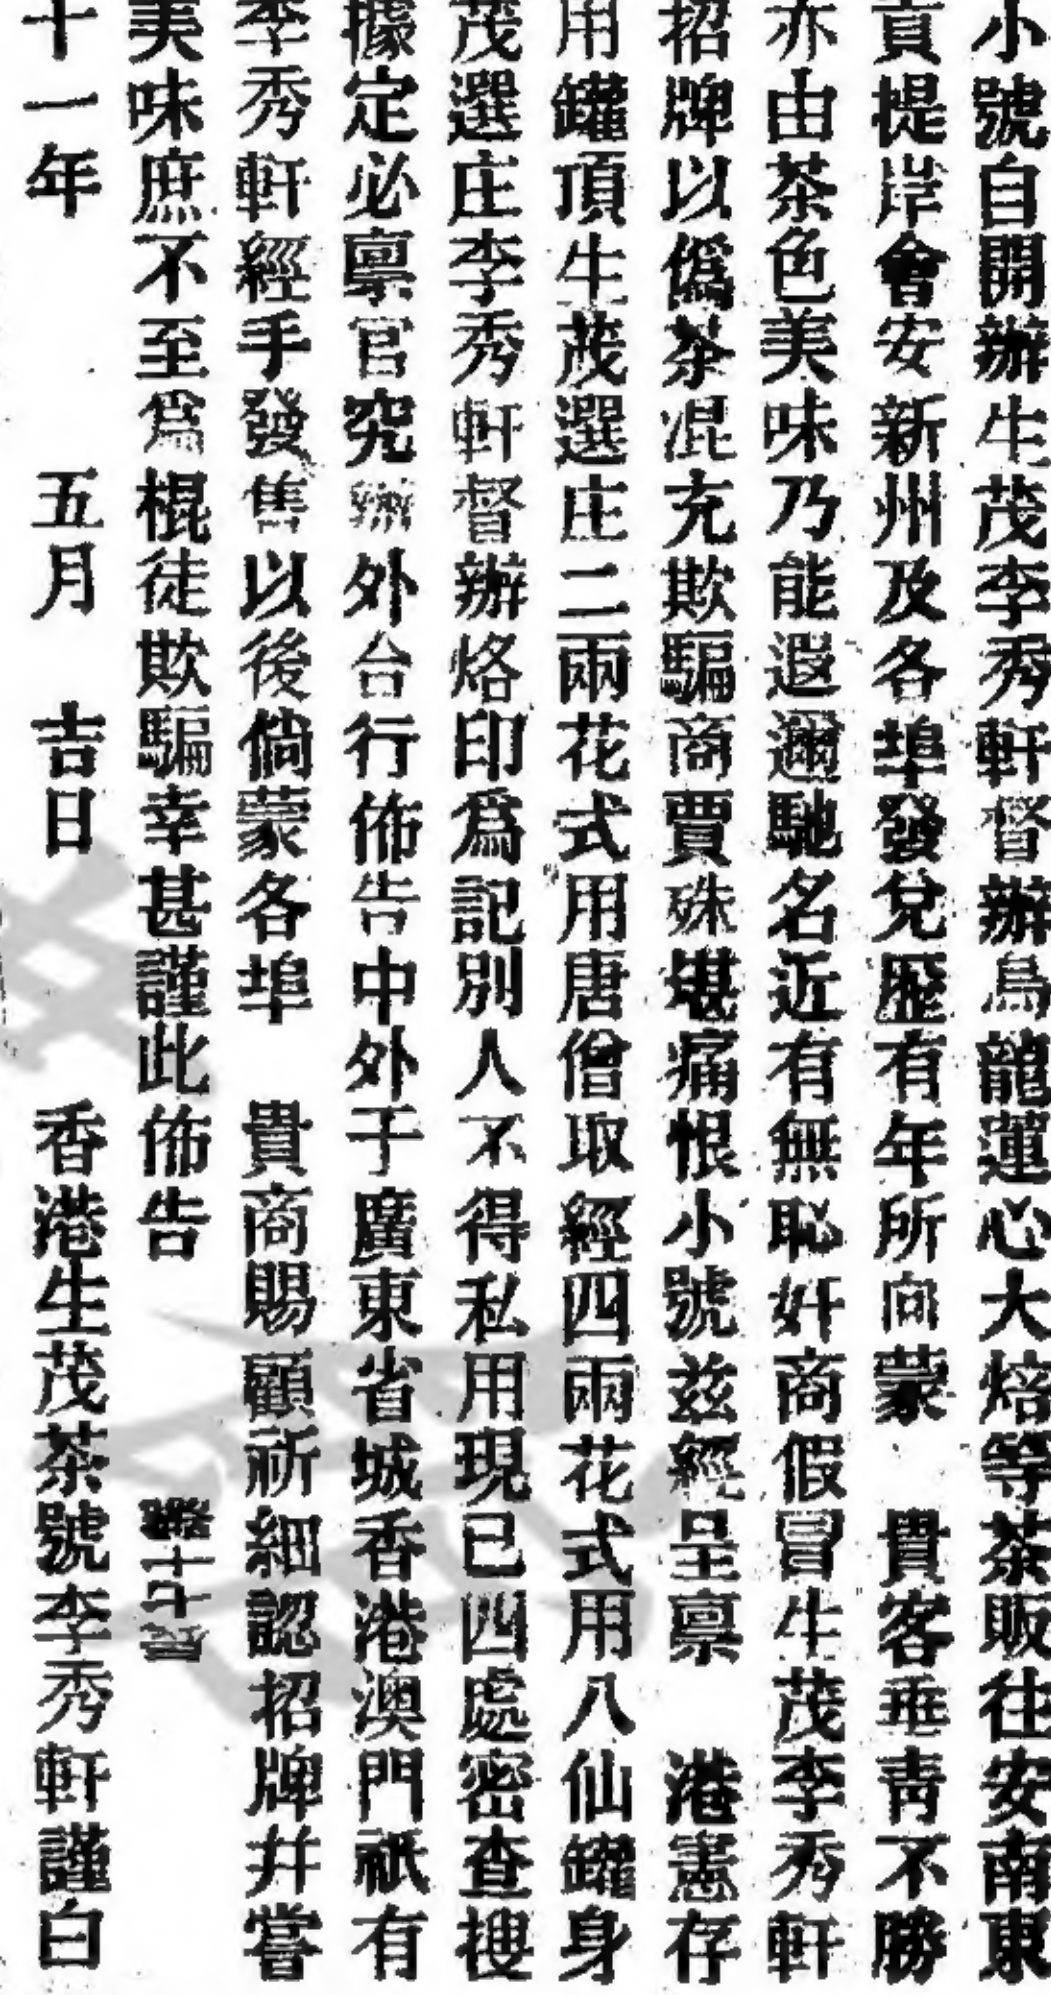 小號自開辦生茂李秀軒督辦烏龍蓮心大焙等茶販往安南東
貢提岸會安新州及各埠發兌歷有年所向蒙　貴客垂青不勝
亦由茶色美味乃能遐邇馳名近有無恥奸商假冒生茂李秀軒
招牌以偽茶混充欺騙商賈殊堪痛恨小號茲經呈稟　港憲存
用罐頂生茂選庄二兩花式用唐僧取經四兩花式用八仙罐身
茂選庄李秀軒督辦烙印爲記別人不得私用現已四處密查搜
據定必稟官究辦外合行佈告中外于廣東省城香港澳門祇有
李秀軒經手發售以後倘蒙各埠　貴商賜顧祈細認招牌并嘗
美味庶不至爲棍徒欺騙幸甚謹此佈告
十一年　五月　吉日　香港生茂茶號李秀軒謹白